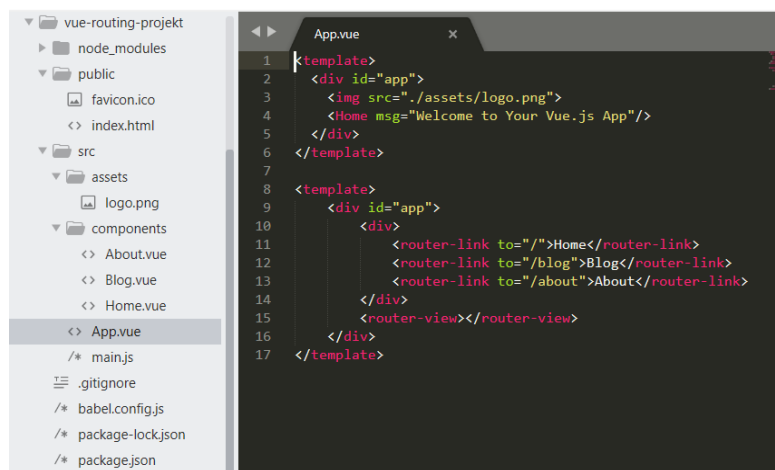 vue-routing-projekt
node_modules
public
favicon.ico
<> index.html
src
assets
logo.png
components
<> About.vue
<> Blog.vue
<> Home.vue
<> App.vue
/* main.js
.gitignore
/* babel.config.js
/* package-lock.json
/* package.json
App.vue ×
1 <template>
2   <div id="app">
3     <img src="./assets/logo.png">
4     <Home msg="Welcome to Your Vue.js App"/>
5   </div>
6 </template>
7
8 <template>
9     <div id="app">
10         <div>
11             <router-link to="/">Home</router-link>
12             <router-link to="/blog">Blog</router-link>
13             <router-link to="/about">About</router-link>
14         </div>
15         <router-view></router-view>
16     </div>
17 </template>